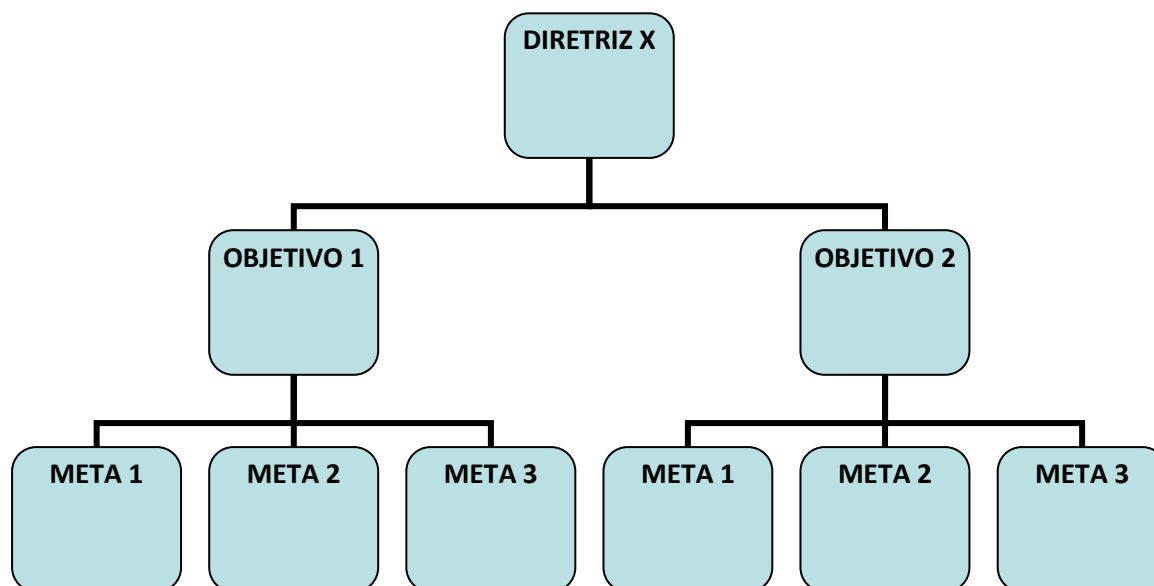 DIRETRIZ X
OBJETIVO 1
OBJETIVO 2
META 1
META 2
META 3
META 1
META 2
META 3